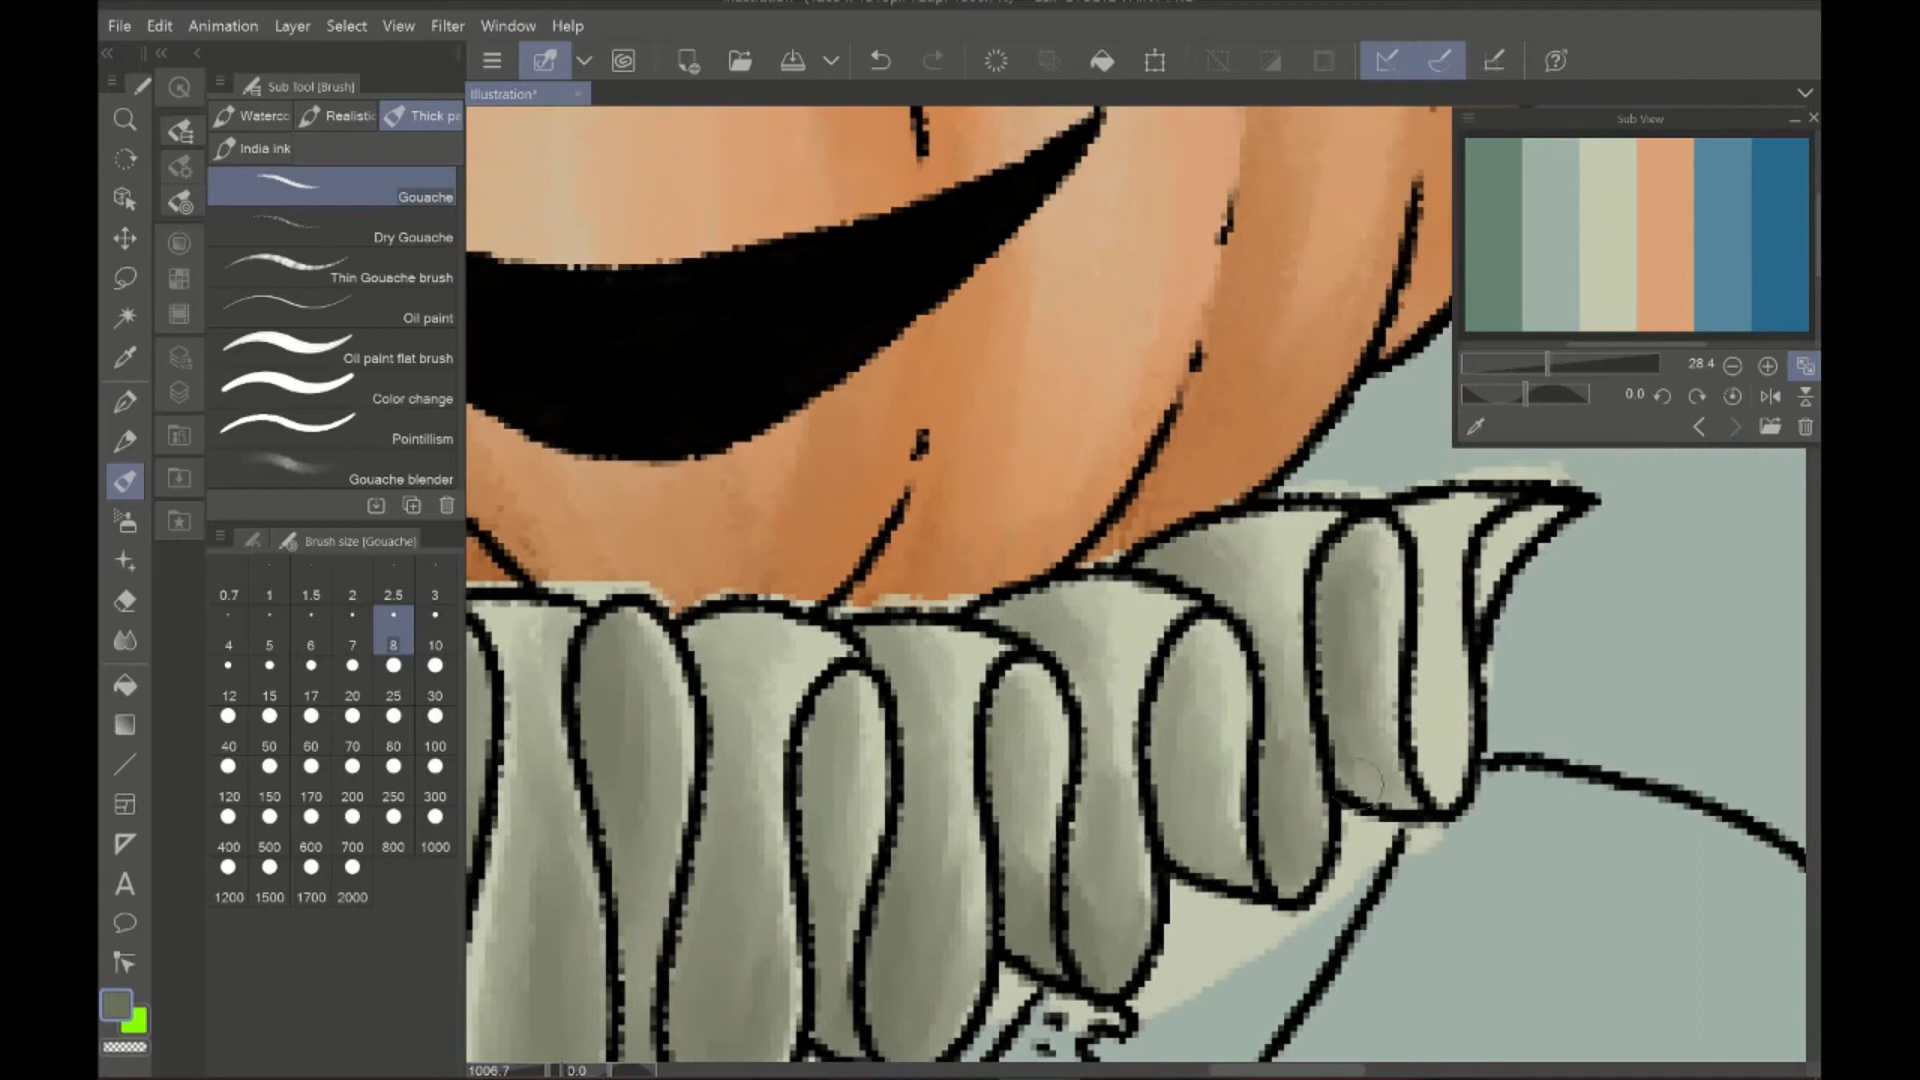 File Edit Animation Layer Select View Filter Window Help
Sub Tool [Brush]
Illustration*
Thick pa
India ink
Gouache
Dry Gouache
Thin Gouache brush
Oil paint
Oil paint flat brush
Color change
Pointillism
Gouache blender
Brush size [Gouache]
0.7 1 1.5 2 2.5 3
4 5 6 7 8 10
12 15 17 20 25 30
40 50 60 70 80 100
120 150 170 200 250 300
400 500 600 700 800 1000
1200 1500 1700 2000
Sub View
28.4
0.0
1006.7 0.0